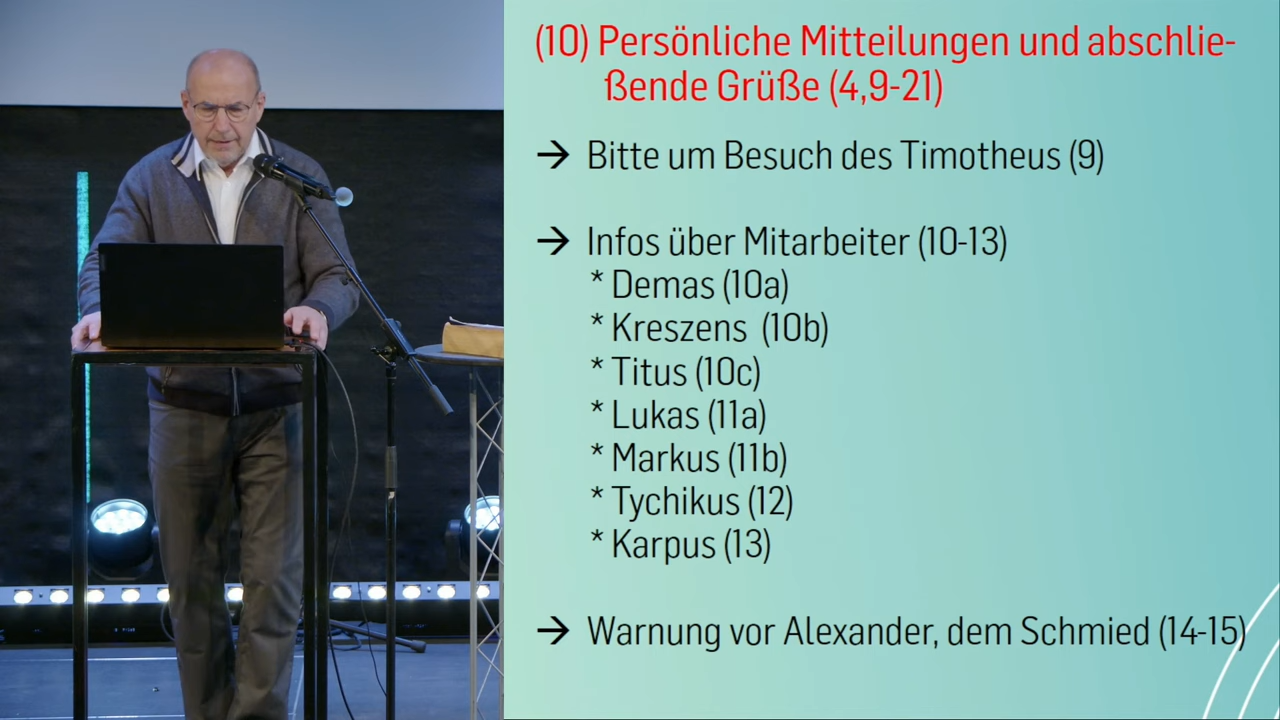 (10) Persönliche Mitteilungen und abschlie-
ßende Grüße (4,9-21)
→ Bitte um Besuch des Timotheus (9)
→ Infos über Mitarbeiter (10-13)
* Demas (10a)
* Kreszens (10b)
* Titus (10c)
* Lukas (11a)
* Markus (11b)
* Tychikus (12)
* Karpus (13)
→ Warnung vor Alexander, dem Schmied (14-15)